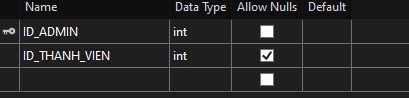 Name Data Type Allow Nulls Default
ID_ADMIN int
ID_THANH_VIEN int